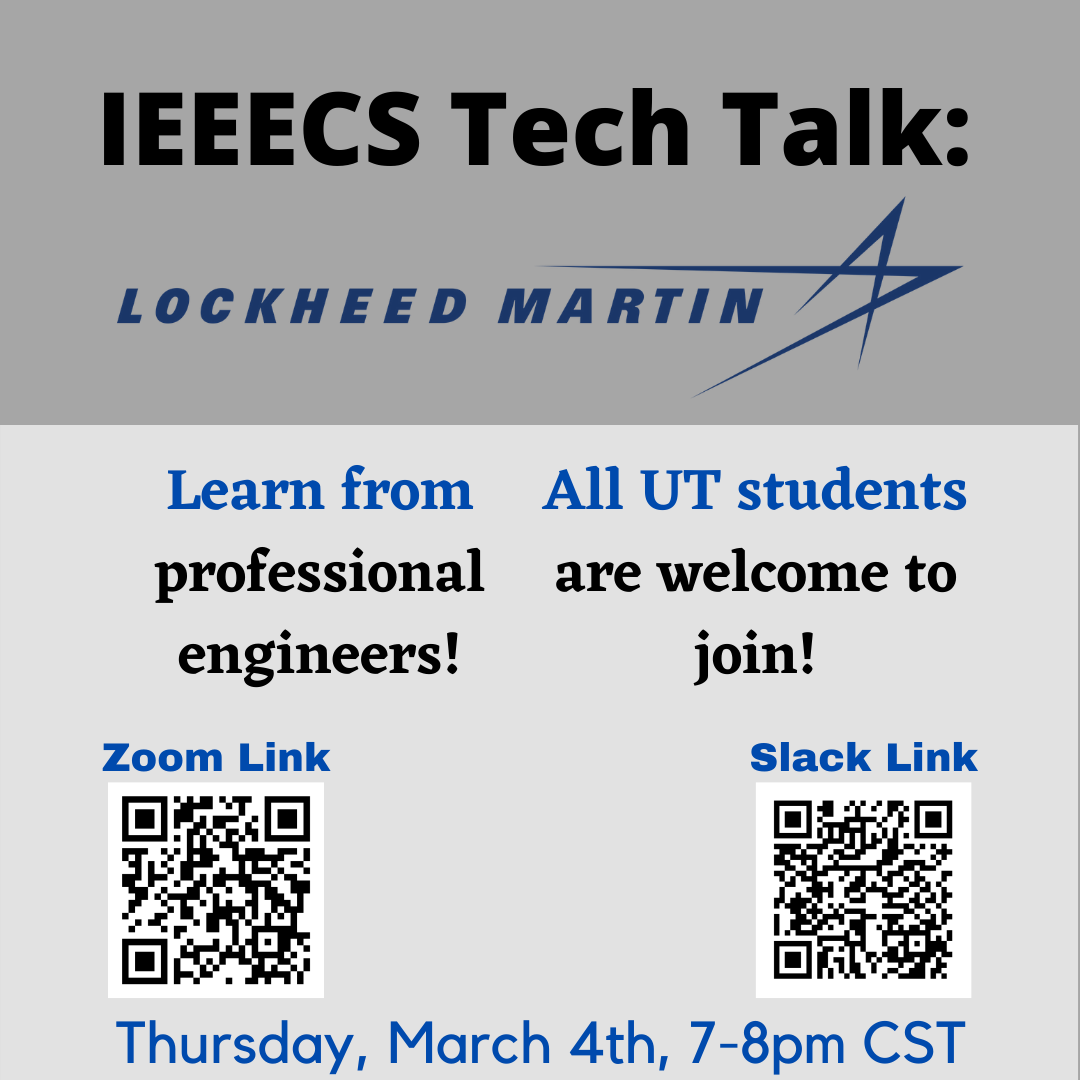 IEEECS Tech Talk:
LOCKHEED MARTIN
Learn from
professional
engineers!
All UT students
are welcome to
join!
Zoom Link
Slack Link
Thursday, March 4th, 7-8pm CST